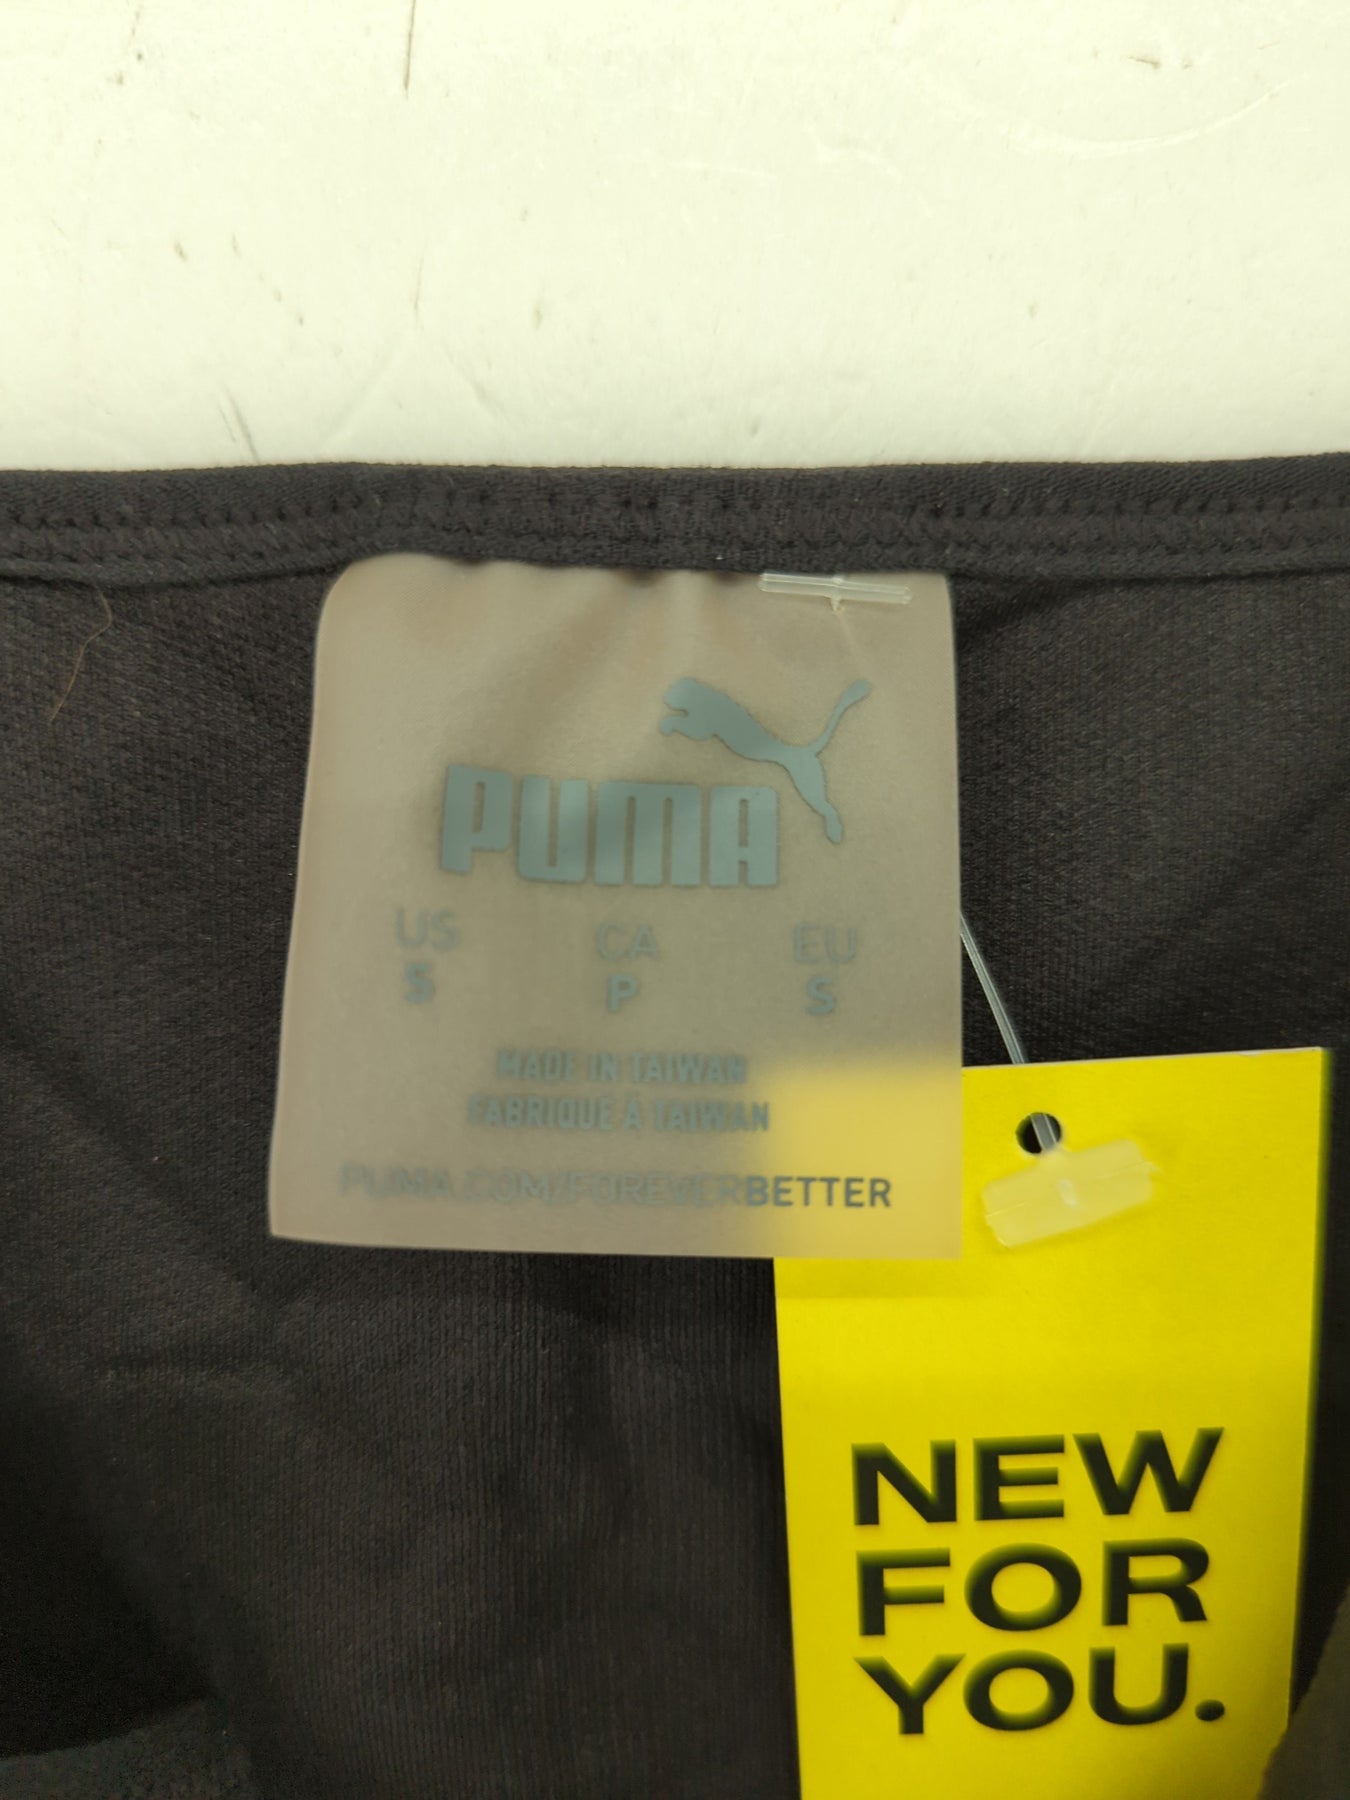 PUMA
US CA EU
S P S
MADE IN TAIWAN
FABRIQUÉ À TAIWAN
PUMA.COM/FOREVERBETTER
NEW
FOR
YOU.